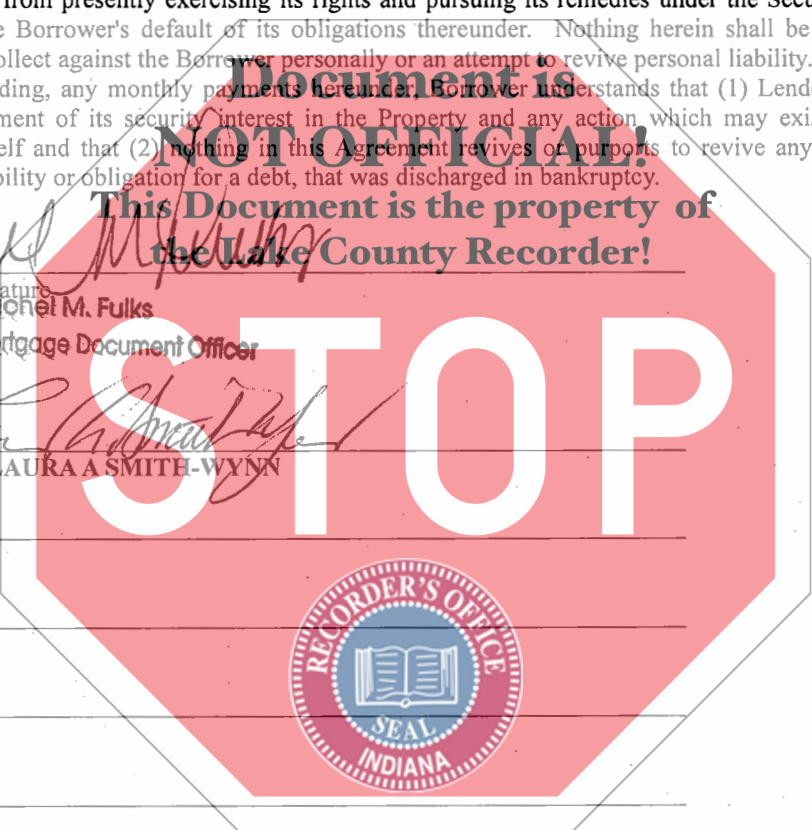 from presently exercising its rights and pursuing its remedies under the Secu
e Borrower's default of its obligations thereunder. Nothing herein shall be
ollect against the Borrower personally or an attempt to revive personal liability.
ding, any monthly payments hereunder, Borrower understands that (1) Lend
Document is
ment of its security interest in the Property and any action which may exi
NOT OFFICIAL!
elf and that (2) nothing in this Agreement revives or purports to revive any
bility or obligation for a debt, that was discharged in bankruptcy.
This Document is the property of
the Lake County Recorder!
ature
ichel M. Fulks
rtgage Document Officer
LAURA A SMITH-WYNN
STOP
RECORDER'S OFFICE
SEAL
INDIANA